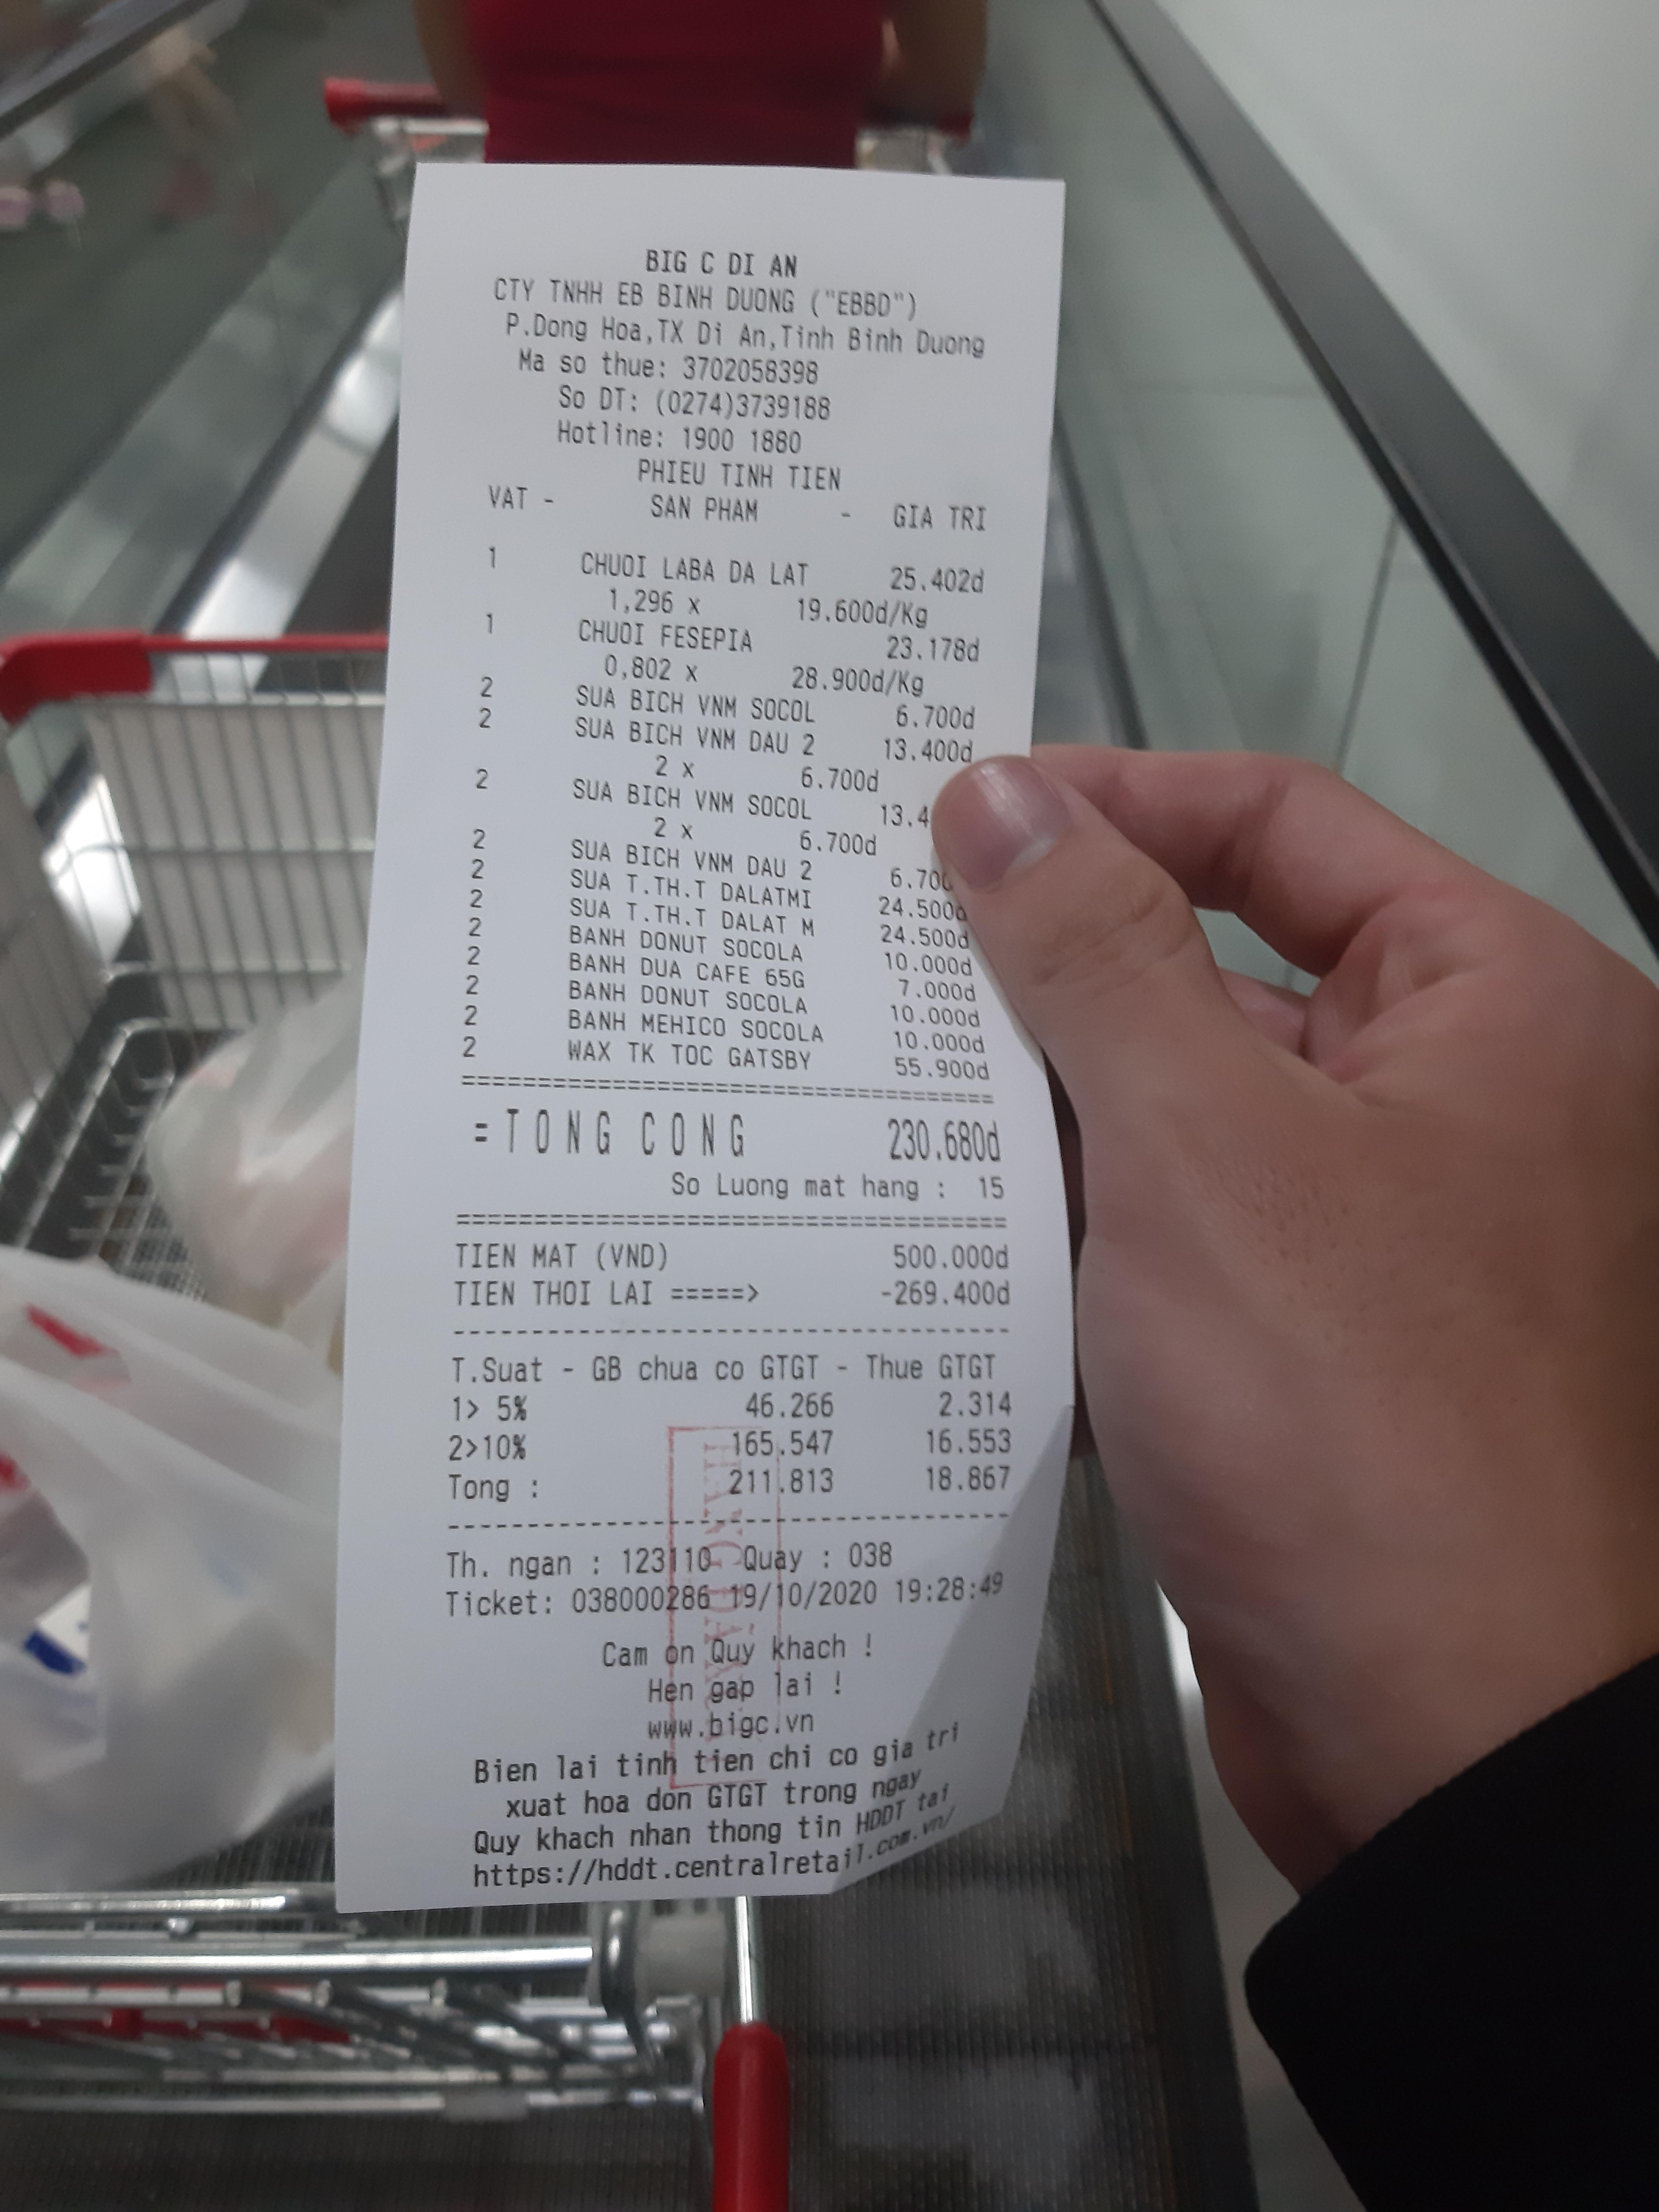 BIG C DI AN
CTY TNHH EB BINH DUONG ("EBBD")
P.Dong Hoa,TX Di An,Tinh Binh Duong
Ma so thue: 3702058398
So DT: (0274)3739188
Hotline: 1900 1880
PHIEU TINH TIEN
VAT - SAN PHAM - GIA TRI
1 CHUOI LABA DA LAT 25.402d
1,296 x 19.600d/Kg
1 CHUOI FESEPIA 23.178d
0,802 x 28.900d/Kg
2 SUA BICH VNM SOCOL 6.700d
2 SUA BICH VNM DAU 2 13.400d
2 x 6.700d
2 SUA BICH VNM SOCOL 13.4
2 x 6.700d
2 SUA BICH VNM DAU 2 6.700
2 SUA T.TH.T DALATMI 24.500d
2 SUA T.TH.T DALAT M 24.500d
2 BANH DONUT SOCOLA 10.000d
2 BANH DUA CAFE 65G 7.000d
2 BANH DONUT SOCOLA 10.000d
2 BANH MEHICO SOCOLA 10.000d
2 WAX TK TOC GATSBY 55.900d
==================================
=TONG CONG 230.680d
So Luong mat hang : 15
==================================
TIEN MAT (VND) 500.000d
TIEN THOI LAI =====> -269.400d
----------------------------------
T.Suat - GB chua co GTGT - Thue GTGT
1> 5% 46.266 2.314
2>10% 165.547 16.553
Tong : 211.813 18.867
----------------------------------
Th. ngan : 123110 Quay : 038
Ticket: 038000286 19/10/2020 19:28:49
Cam on Quy khach !
Hen gap lai !
www.bigc.vn
Bien lai tinh tien chi co gia tri
xuat hoa don GTGT trong ngay
Quy khach nhan thong tin HDDT tai
https://hddt.centralretail.com.vn/